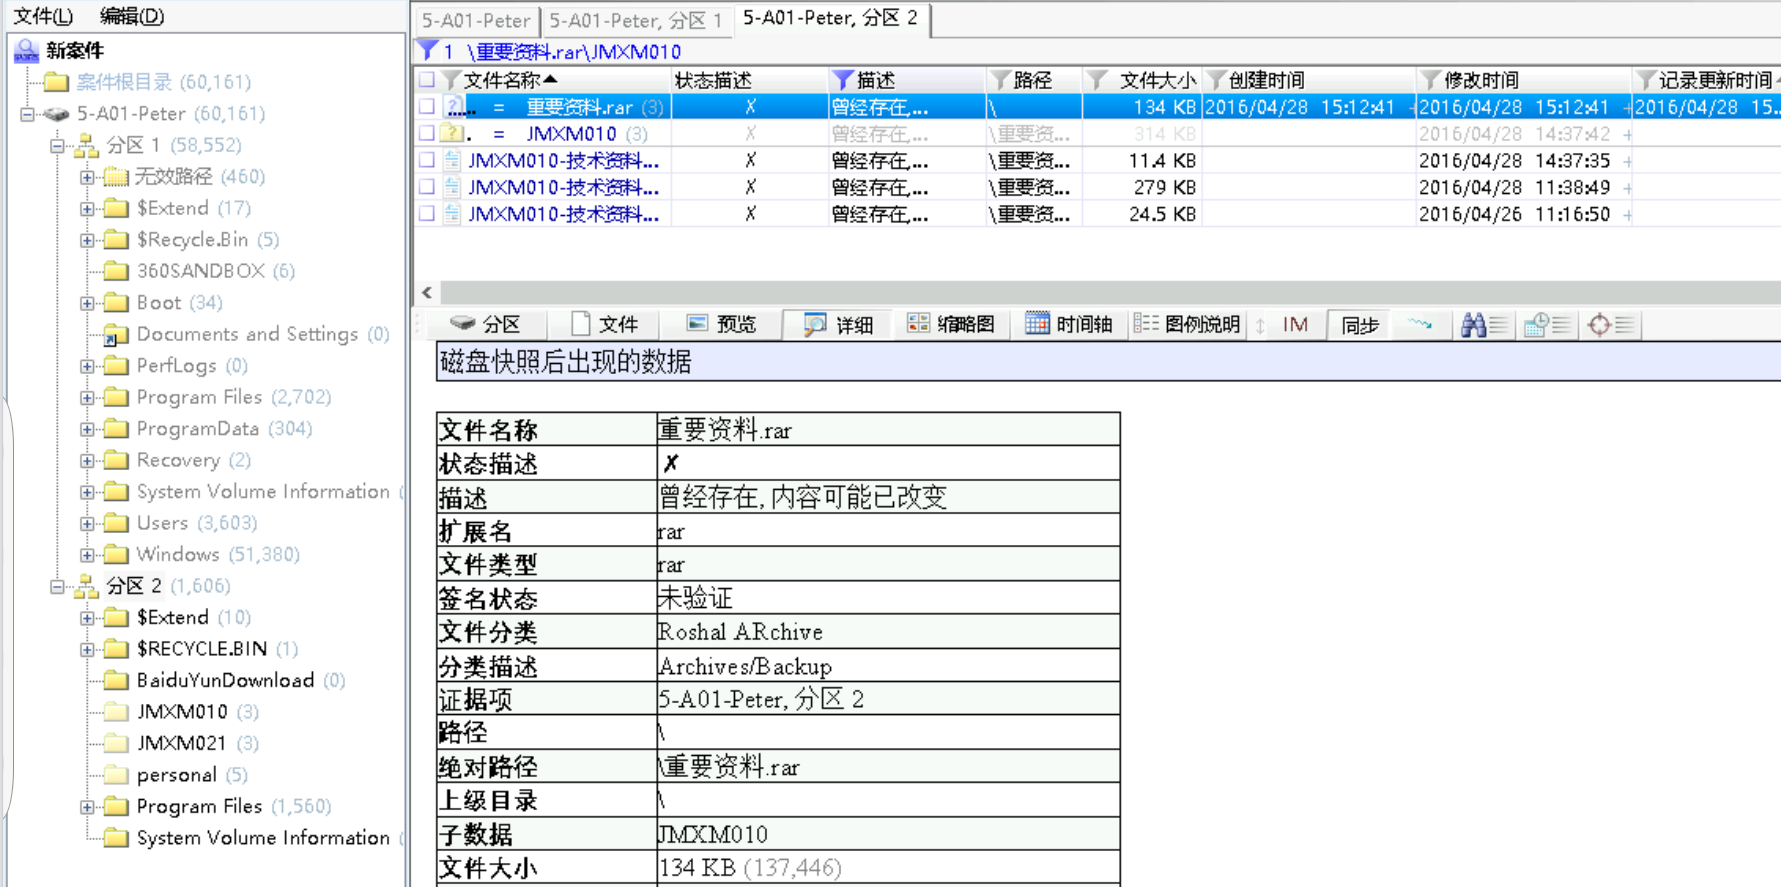 文件(L) 编辑(D)
新案件
案件根目录 (60,161)
5-A01-Peter (60,161)
分区 1 (58,552)
无效路径 (460)
$Extend (17)
$Recycle.Bin (5)
360SANDBOX (6)
Boot (34)
Documents and Settings (0)
PerfLogs (0)
Program Files (2,702)
ProgramData (304)
Recovery (2)
System Volume Information (
Users (3,603)
Windows (51,380)
分区 2 (1,606)
$Extend (10)
$RECYCLE.BIN (1)
BaiduYunDownload (0)
JMXM010 (3)
JMXM021 (3)
personal (5)
Program Files (1,560)
System Volume Information (
5-A01-Peter 5-A01-Peter, 分区 1 5-A01-Peter, 分区 2
1 \重要资料.rar\JMXM010
文件名称 状态描述 描述 路径 文件大小 创建时间 修改时间 记录更新时间
.. = 重要资料.rar (3) ✗ 曾经存在,... \ 134 KB 2016/04/28 15:12:41 + 2016/04/28 15:12:41 + 2016/04/28 15...
. = JMXM010 (3) ✗ 曾经存在,... \重要资... 314 KB 2016/04/28 14:37:42 +
JMXM010-技术资料... ✗ 曾经存在,... \重要资... 11.4 KB 2016/04/28 14:37:35 +
JMXM010-技术资料... ✗ 曾经存在,... \重要资... 279 KB 2016/04/28 11:38:49 +
JMXM010-技术资料... ✗ 曾经存在,... \重要资... 24.5 KB 2016/04/26 11:16:50 +
分区 文件 预览 详细 缩略图 时间轴 图例说明 IM 同步
磁盘快照后出现的数据
文件名称 重要资料.rar
状态描述 ✗
描述 曾经存在, 内容可能已改变
扩展名 rar
文件类型 rar
签名状态 未验证
文件分类 Roshal ARchive
分类描述 Archives/Backup
证据项 5-A01-Peter, 分区 2
路径 \
绝对路径 \重要资料.rar
上级目录 \
子数据 JMXM010
文件大小 134 KB (137,446)